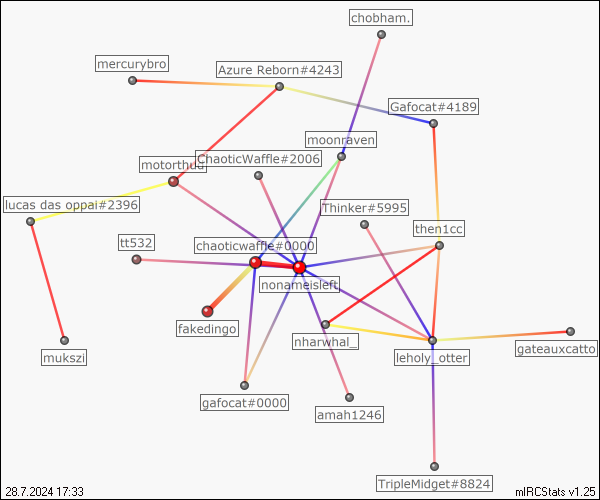 chobham.
mercurybro
Azure Reborn#4243
Gafocat#4189
moonraven
ChaoticWaffle#2006
lucas das oppai#2396
Thinker#5995
then1cc
tt532
chaoticwaffle#0000
nonameisleft
fakedingo
nharwhal_
mukszi
leholy_otter
gateauxcatto
gafocat#0000
amah1246
TripleMidget#8824
28.7.2024 17:33
mIRCStats v1.25